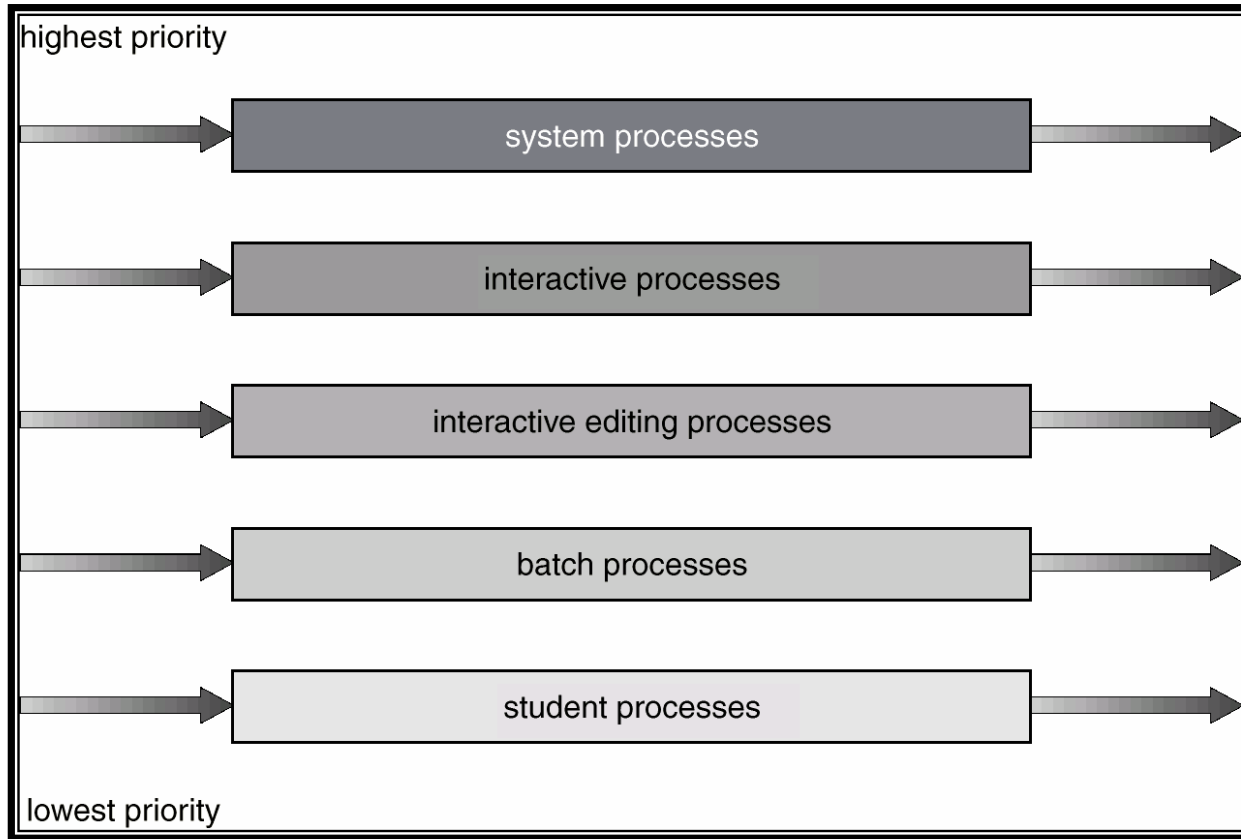 highest priority
system processes
interactive processes
interactive editing processes
batch processes
student processes
lowest priority